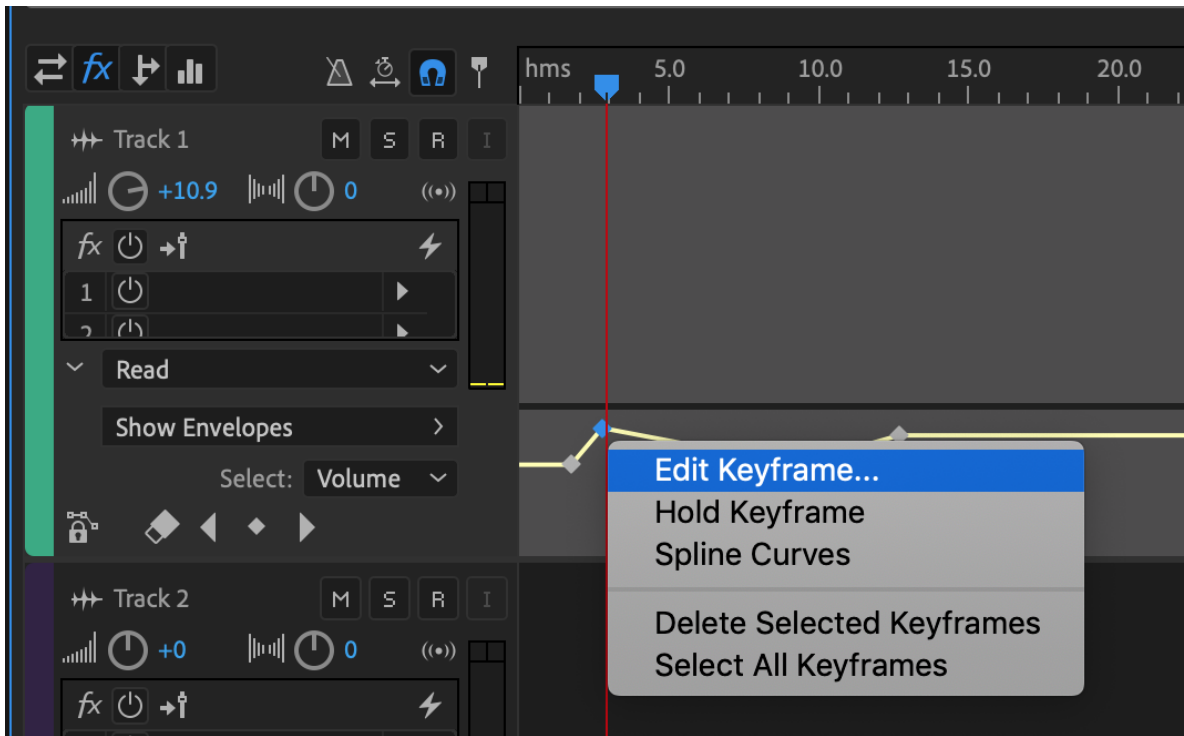 fx
hms 5.0 10.0 15.0 20.0
Track 1 M S R I
+10.9 0
fx
1
2
Read
Show Envelopes
Select: Volume
Edit Keyframe...
Hold Keyframe
Spline Curves
Delete Selected Keyframes
Select All Keyframes
Track 2 M S R I
+0 0
fx